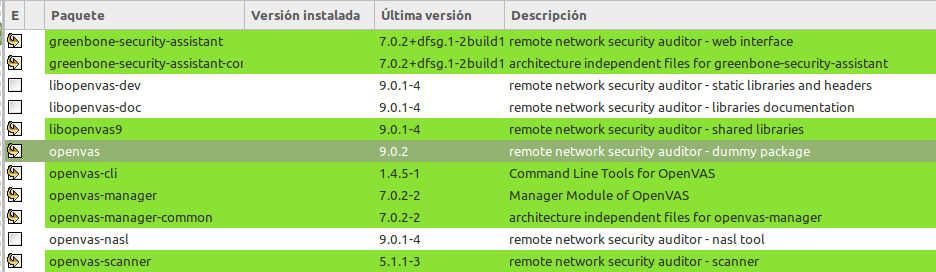 E Paquete Versión instalada Última versión Descripción
greenbone-security-assistant 7.0.2+dfsg.1-2build1 remote network security auditor - web interface
greenbone-security-assistant-cor 7.0.2+dfsg.1-2build1 architecture independent files for greenbone-security-assistant
libopenvas-dev 9.0.1-4 remote network security auditor - static libraries and headers
libopenvas-doc 9.0.1-4 remote network security auditor - libraries documentation
libopenvas9 9.0.1-4 remote network security auditor - shared libraries
openvas 9.0.2 remote network security auditor - dummy package
openvas-cli 1.4.5-1 Command Line Tools for OpenVAS
openvas-manager 7.0.2-2 Manager Module of OpenVAS
openvas-manager-common 7.0.2-2 architecture independent files for openvas-manager
openvas-nasl 9.0.1-4 remote network security auditor - nasl tool
openvas-scanner 5.1.1-3 remote network security auditor - scanner